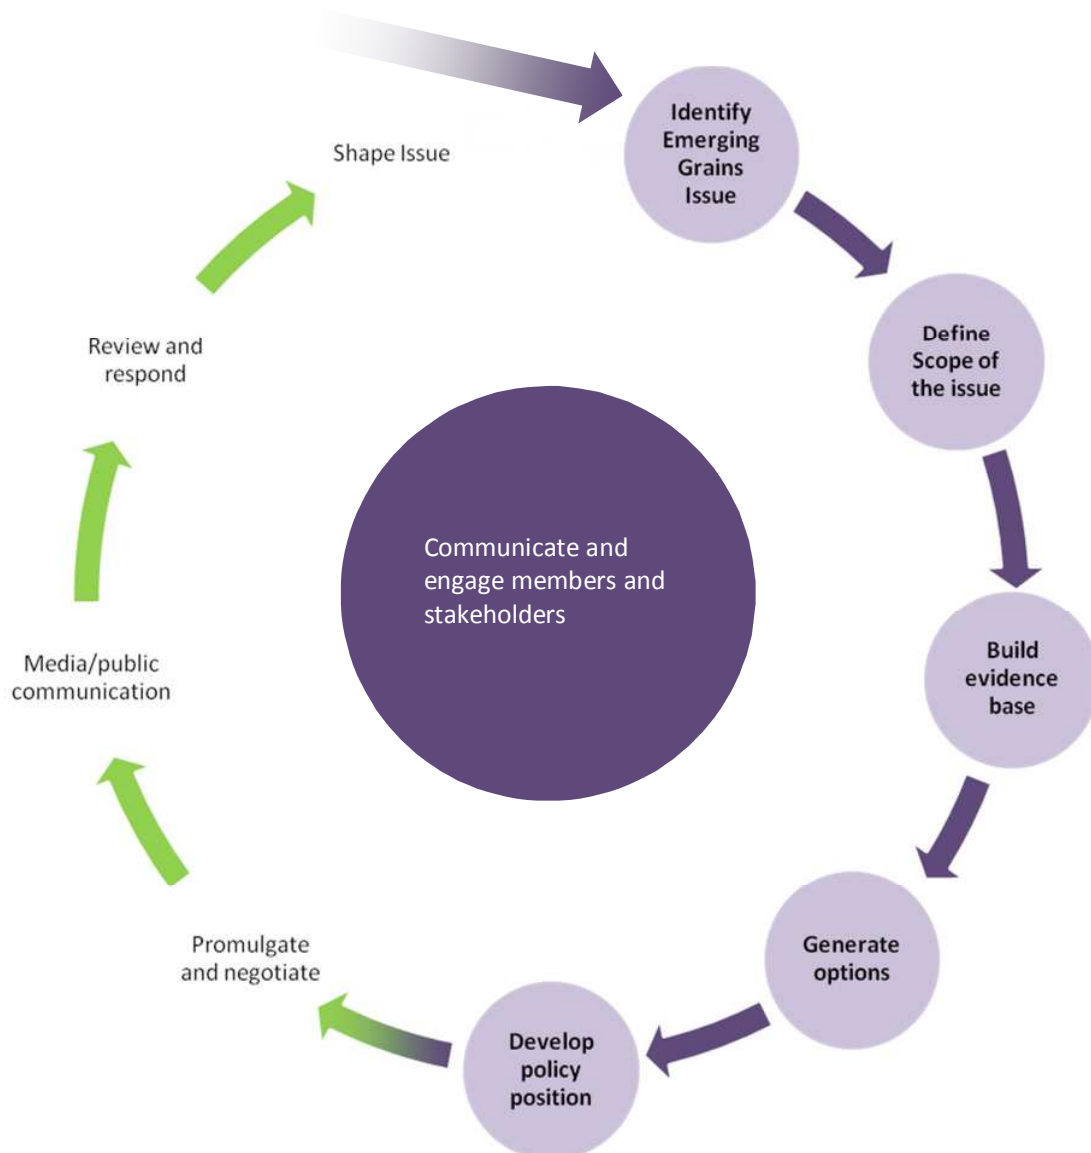 Identify
Emerging
Grains
Issue
Define
Scope of
the issue
Build
evidence
base
Generate
options
Develop
policy
position
Promulgate
and negotiate
Media/public
communication
Review and
respond
Shape Issue
Communicate and
engage members and
stakeholders